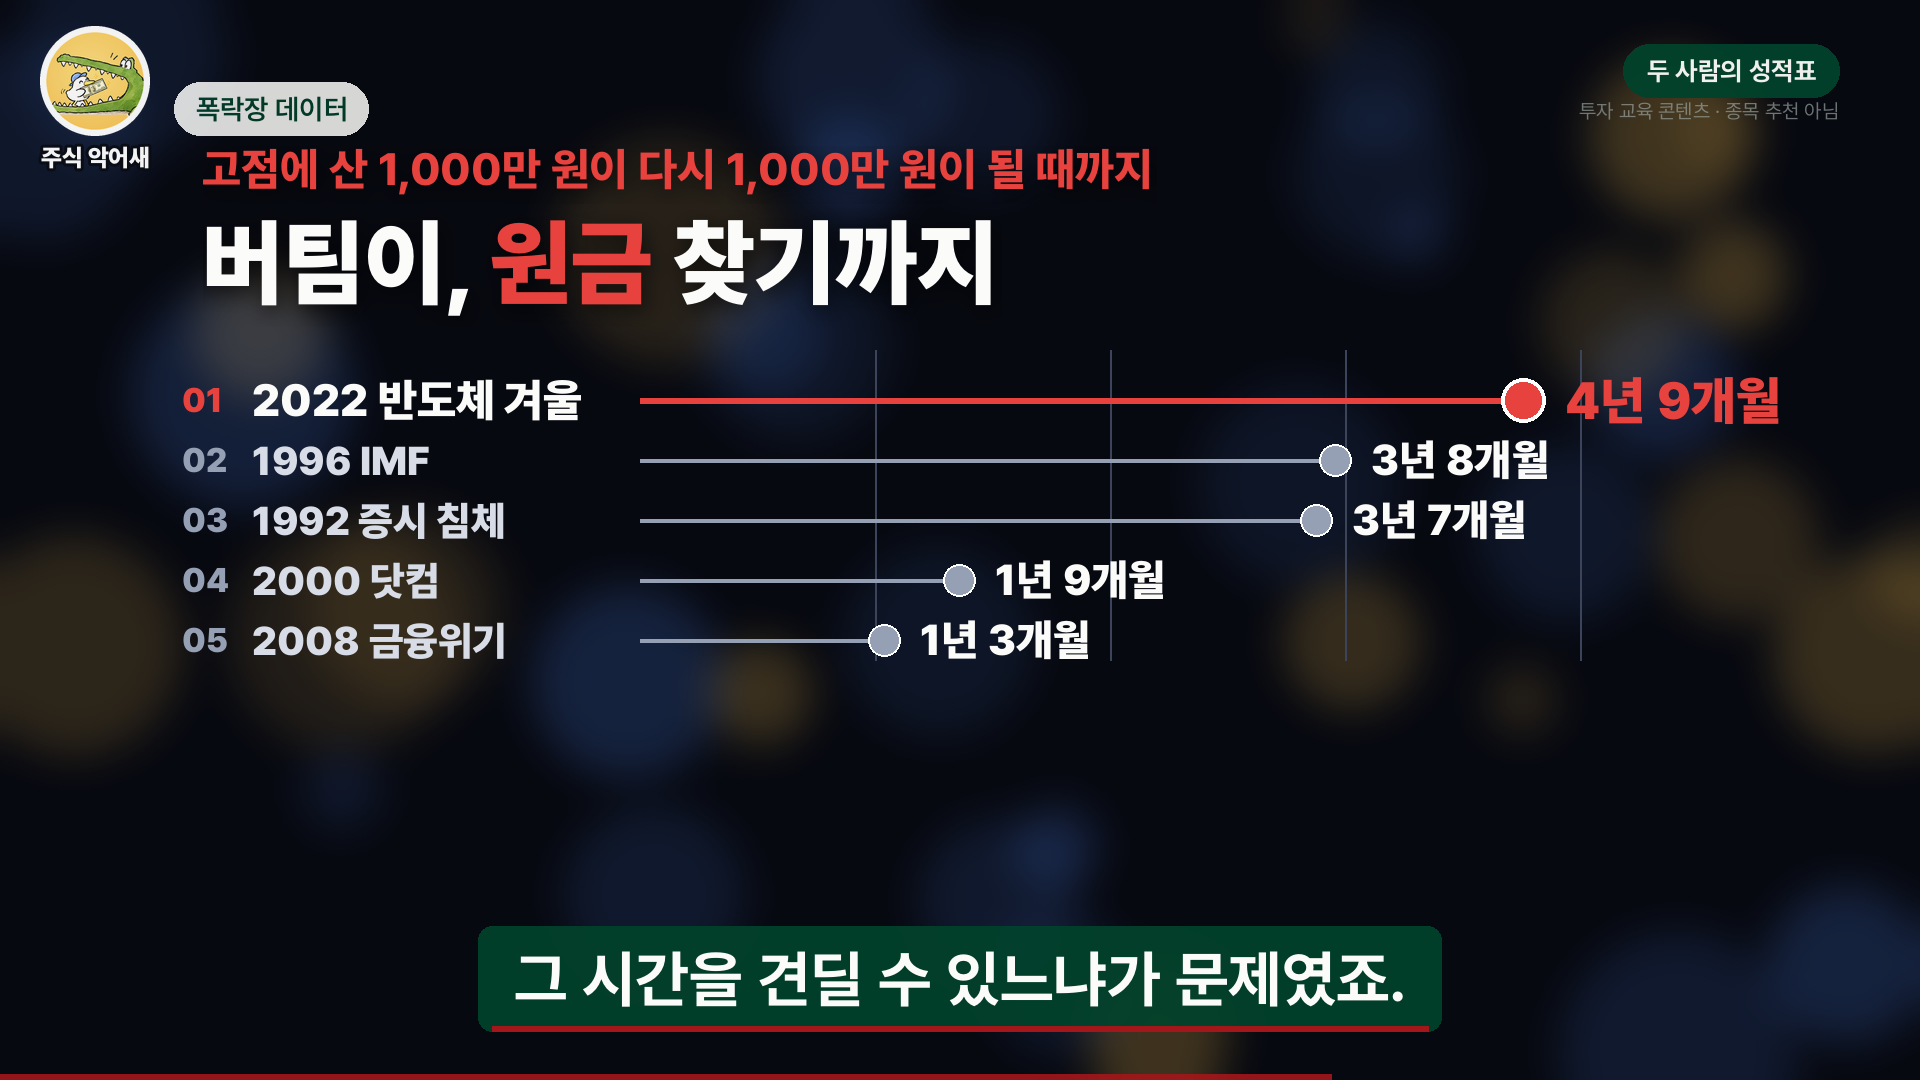 주식 악어새
폭락장 데이터
두 사람의 성적표
투자 교육 콘텐츠 · 종목 추천 아님
고점에 산 1,000만 원이 다시 1,000만 원이 될 때까지
버팀이, 원금 찾기까지
01 2022 반도체 겨울 4년 9개월
02 1996 IMF 3년 8개월
03 1992 증시 침체 3년 7개월
04 2000 닷컴 1년 9개월
05 2008 금융위기 1년 3개월
그 시간을 견딜 수 있느냐가 문제였죠.